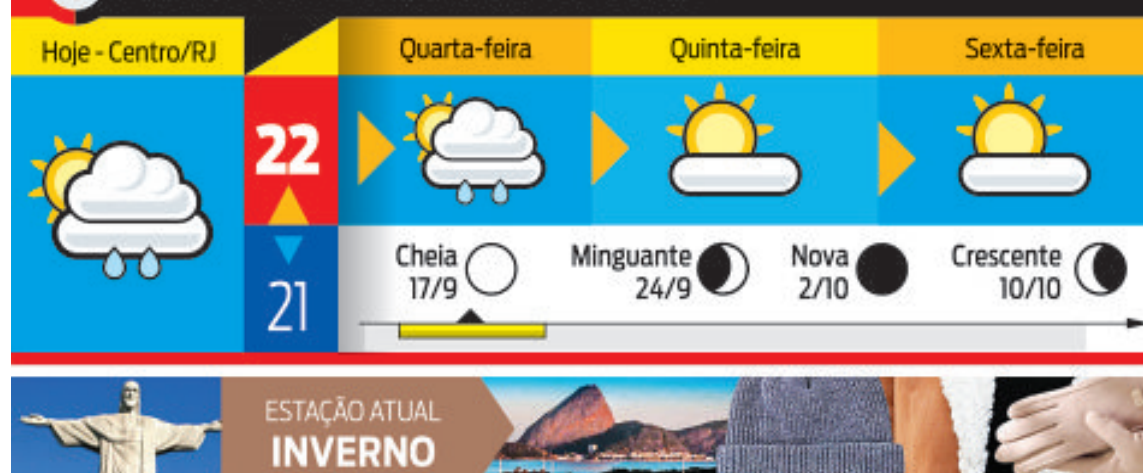 Hoje - Centro/RJ
Quarta-feira
Quinta-feira
Sexta-feira
22
21
Cheia
17/9
Minguante
24/9
Nova
2/10
Crescente
10/10
ESTAÇÃO ATUAL
INVERNO